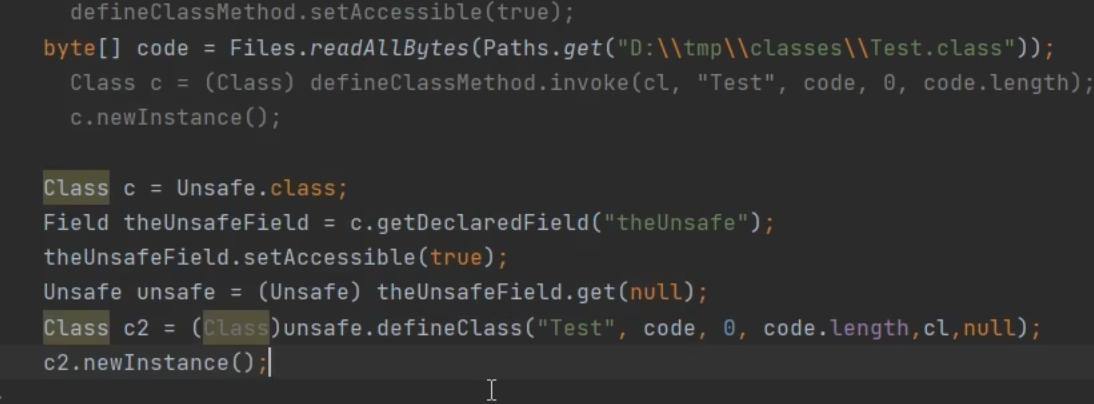 defineClassMethod.setAccessible(true);
byte[] code = Files.readAllBytes(Paths.get("D:\\tmp\\classes\\Test.class"));
Class c = (Class) defineClassMethod.invoke(cl, "Test", code, 0, code.length);
c.newInstance();
Class c = Unsafe.class;
Field theUnsafeField = c.getDeclaredField("theUnsafe");
theUnsafeField.setAccessible(true);
Unsafe unsafe = (Unsafe) theUnsafeField.get(null);
Class c2 = (Class)unsafe.defineClass("Test", code, 0, code.length,cl,null);
c2.newInstance();